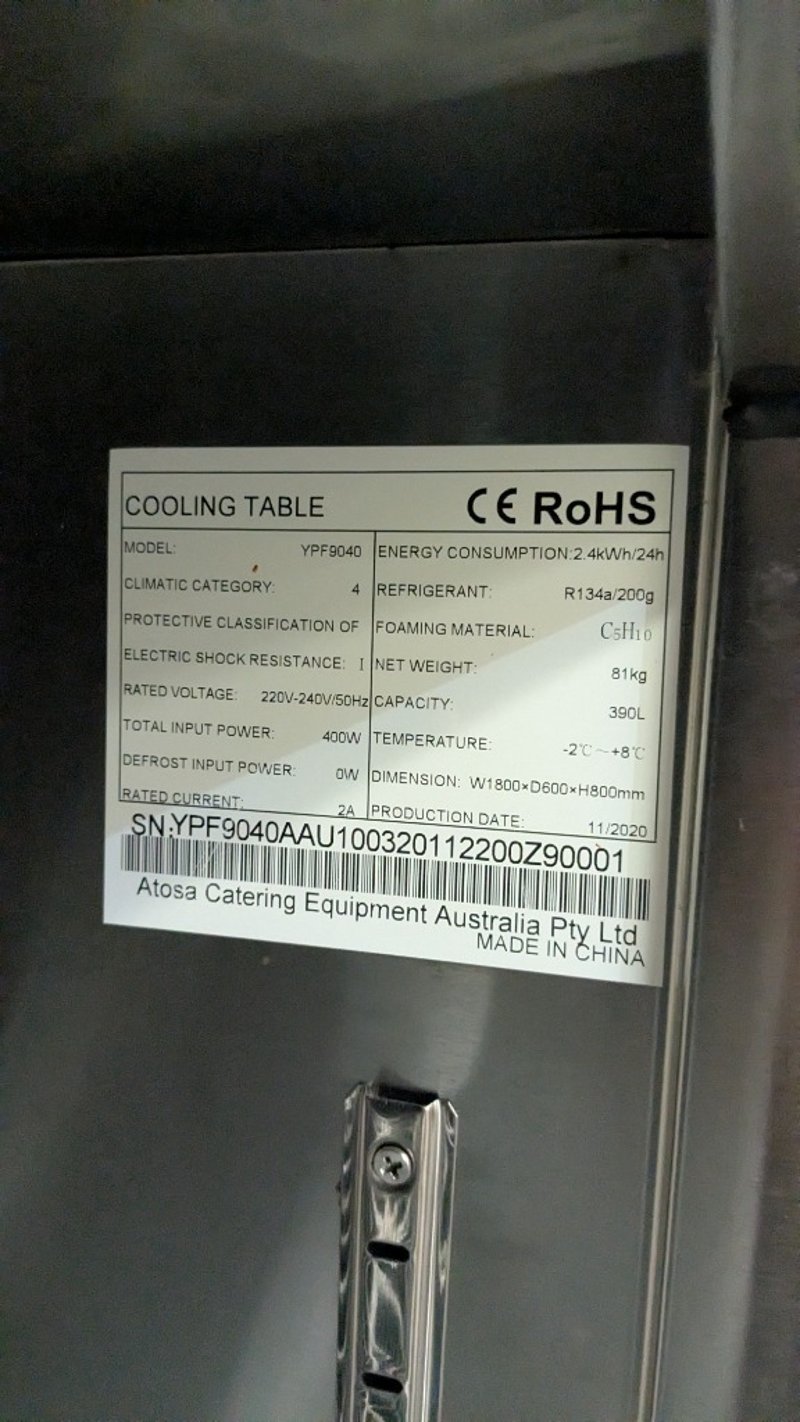 COOLING TABLE CE RoHS
MODEL: YPF9040
CLIMATIC CATEGORY: 4
PROTECTIVE CLASSIFICATION OF
ELECTRIC SHOCK RESISTANCE: I
RATED VOLTAGE: 220V-240V/50Hz
TOTAL INPUT POWER: 400W
DEFROST INPUT POWER: 0W
RATED CURRENT: 2A
ENERGY CONSUMPTION:2.4kWh/24h
REFRIGERANT: R134a/200g
FOAMING MATERIAL: C5H10
NET WEIGHT: 81kg
CAPACITY: 390L
TEMPERATURE: -2℃~+8℃
DIMENSION: W1800×D600×H800mm
PRODUCTION DATE: 11/2020
SN:YPF9040AAU100320112200Z90001
Atosa Catering Equipment Australia Pty Ltd
MADE IN CHINA